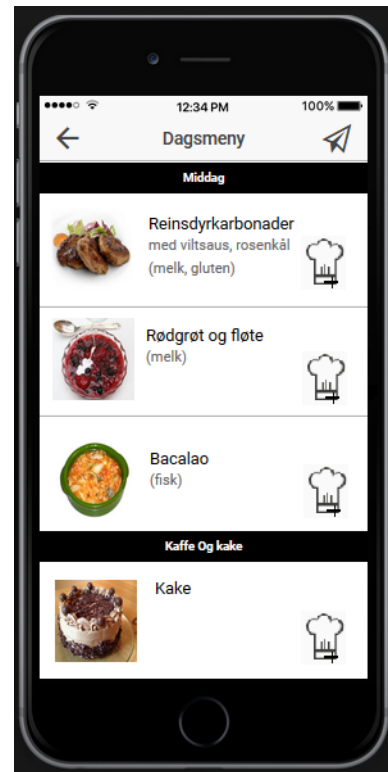 12:34 PM
100%
Dagsmeny
Middag
Reinsdyrkarbonader
med viltsaus, rosenkål
(melk, gluten)
Rødgrøt og fløte
(melk)
Bacalao
(fisk)
Kaffe Og kake
Kake